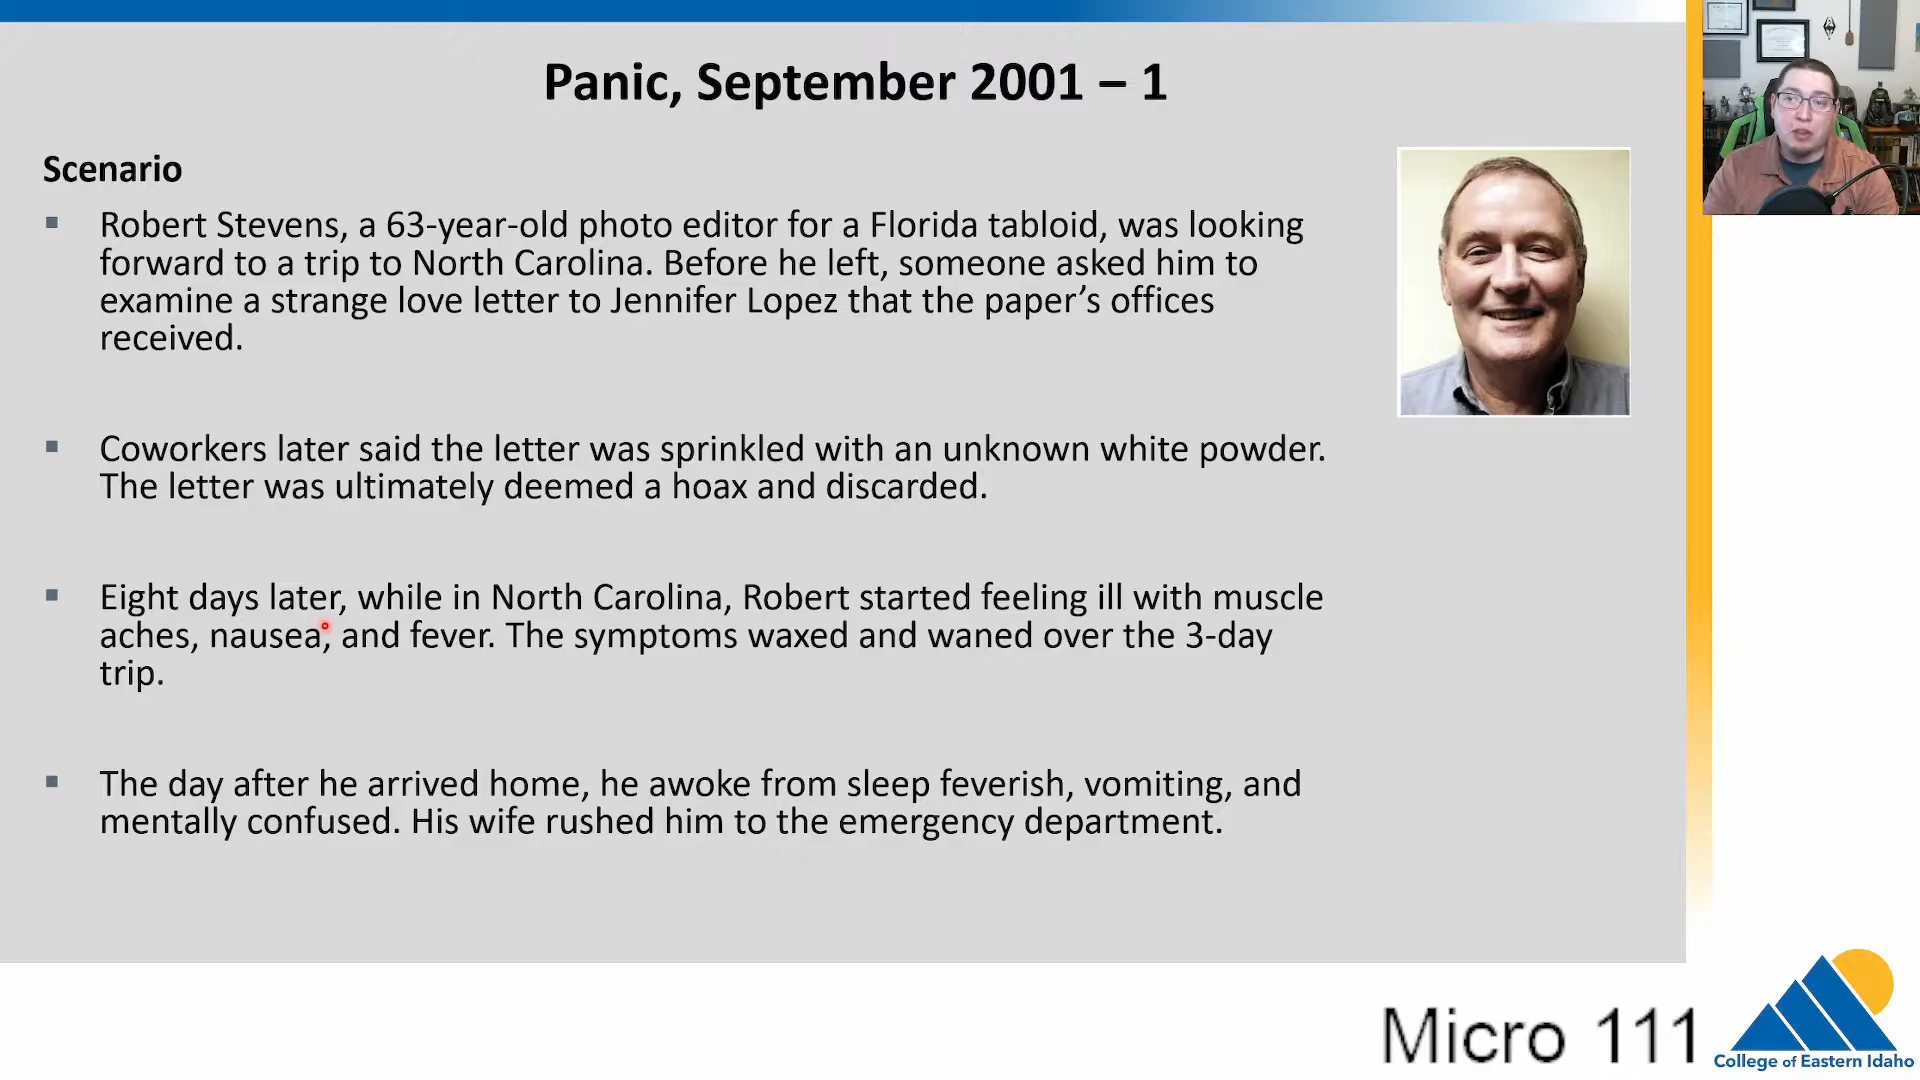 Panic, September 2001 – 1
Scenario
▪ Robert Stevens, a 63-year-old photo editor for a Florida tabloid, was looking
forward to a trip to North Carolina. Before he left, someone asked him to
examine a strange love letter to Jennifer Lopez that the paper’s offices
received.
▪ Coworkers later said the letter was sprinkled with an unknown white powder.
The letter was ultimately deemed a hoax and discarded.
▪ Eight days later, while in North Carolina, Robert started feeling ill with muscle
aches, nausea, and fever. The symptoms waxed and waned over the 3-day
trip.
▪ The day after he arrived home, he awoke from sleep feverish, vomiting, and
mentally confused. His wife rushed him to the emergency department.
Micro 111
College of Eastern Idaho